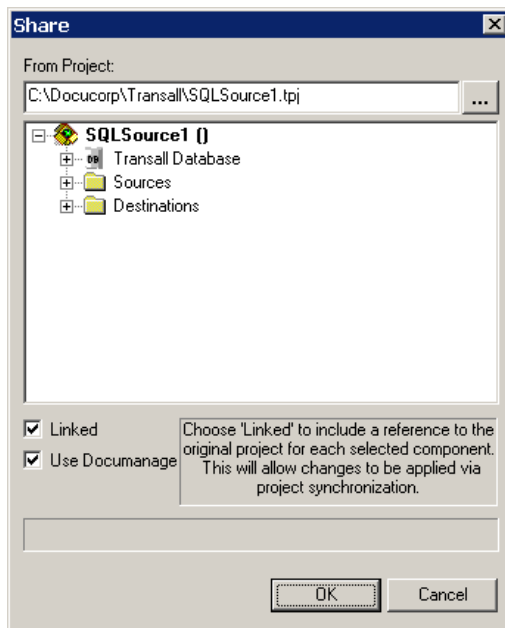 Share
From Project:
C:\Docucorp\Transall\SQLSource1.tpj
...
SQLSource1 ()
DB Transall Database
Sources
Destinations
Linked
Use Documanage
Choose 'Linked' to include a reference to the
original project for each selected component.
This will allow changes to be applied via
project synchronization.
OK
Cancel